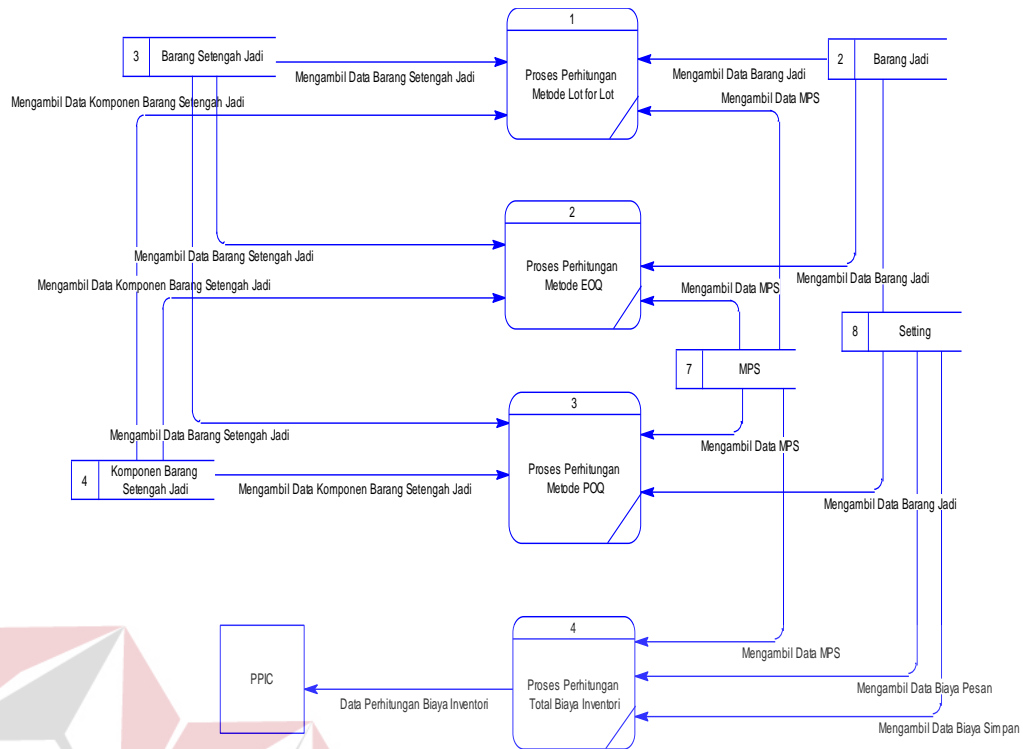 1
3
Barang Setengah Jadi
2
Barang Jadi
Mengambil Data Barang Setengah Jadi
Proses Perhitungan
Metode Lot for Lot
Mengambil Data Barang Jadi
Mengambil Data Komponen Barang Setengah Jadi
Mengambil Data MPS
2
Mengambil Data Barang Setengah Jadi
Proses Perhitungan
Metode EOQ
Mengambil Data Barang Jadi
Mengambil Data Komponen Barang Setengah Jadi
Mengambil Data MPS
8
Setting
7
MPS
3
Mengambil Data Barang Setengah Jadi
Mengambil Data MPS
4
Komponen Barang
Setengah Jadi
Proses Perhitungan
Metode POQ
Mengambil Data Komponen Barang Setengah Jadi
Mengambil Data Barang Jadi
4
Mengambil Data MPS
PPIC
Proses Perhitungan
Total Biaya Inventori
Mengambil Data Biaya Pesan
Data Perhitungan Biaya Inventori
Mengambil Data Biaya Simpan